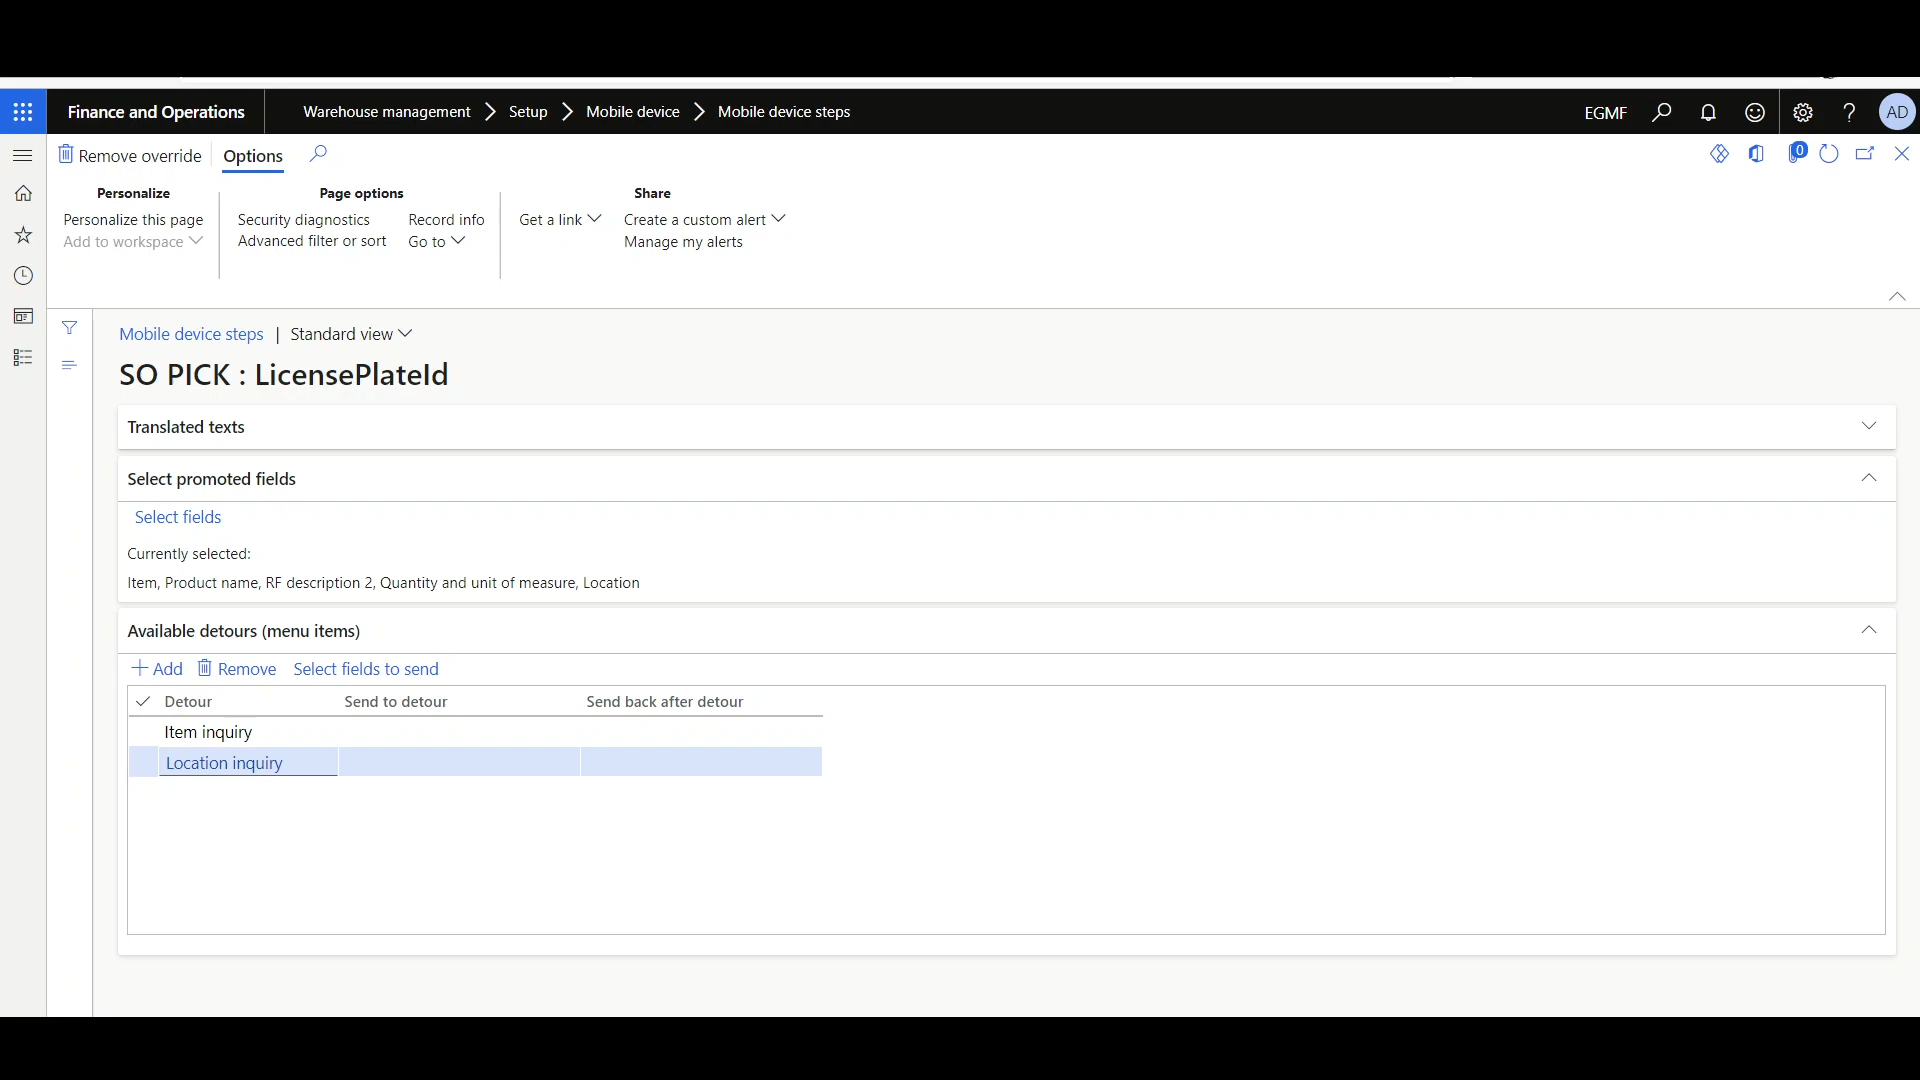 Finance and Operations
Warehouse management Setup Mobile device Mobile device steps
EGMF
? AD
Remove override Options
0
Personalize Page options Share
Personalize this page Security diagnostics Record info Get a link Create a custom alert
Add to workspace Advanced filter or sort Go to Manage my alerts
Mobile device steps | Standard view
SO PICK : LicensePlateId
Translated texts
Select promoted fields
Select fields
Currently selected:
Item, Product name, RF description 2, Quantity and unit of measure, Location
Available detours (menu items)
Add Remove Select fields to send
Detour Send to detour Send back after detour
Item inquiry
Location inquiry